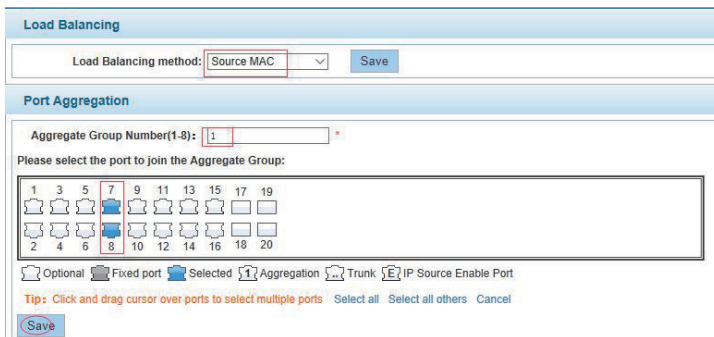 Load Balancing
Load Balancing method: Source MAC Save
Port Aggregation
Aggregate Group Number(1-8): 1 *
Please select the port to join the Aggregate Group:
1 3 5 7 9 11 13 15 17 19
2 4 6 8 10 12 14 16 18 20
Optional Fixed port Selected 1 Aggregation ... Trunk E IP Source Enable Port
Tip: Click and drag cursor over ports to select multiple ports Select all Select all others Cancel
Save